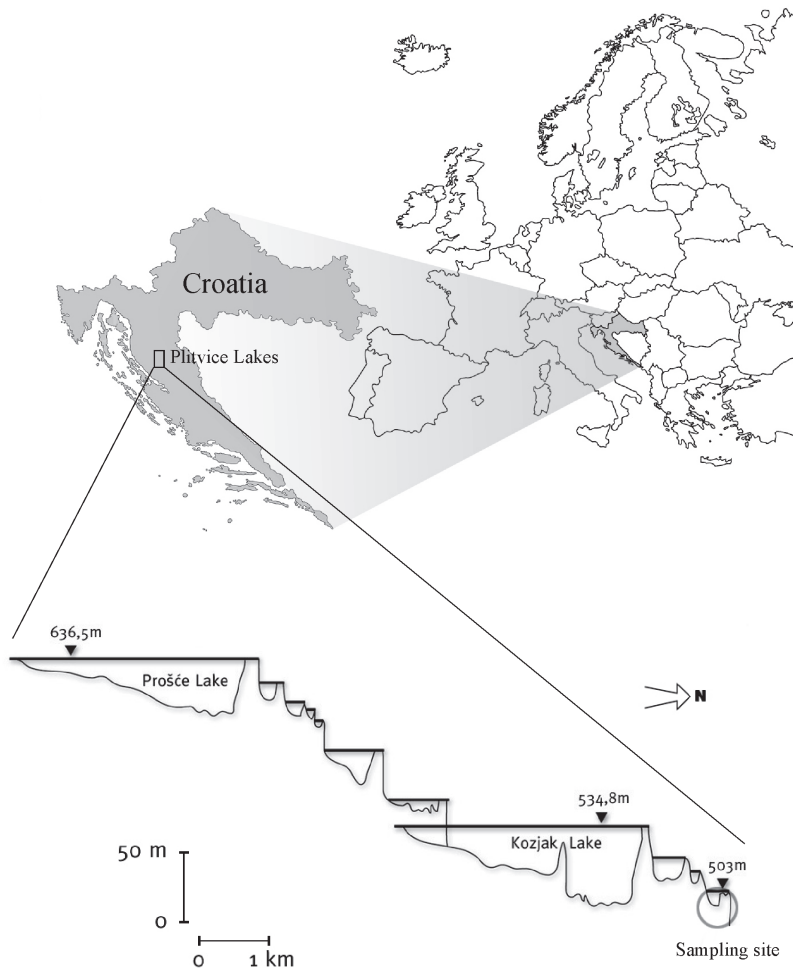 Croatia
Plitvice Lakes
636,5m
Prošće Lake
N
534,8m
Kozjak Lake
503m
50 m
0
0 1 km
Sampling site